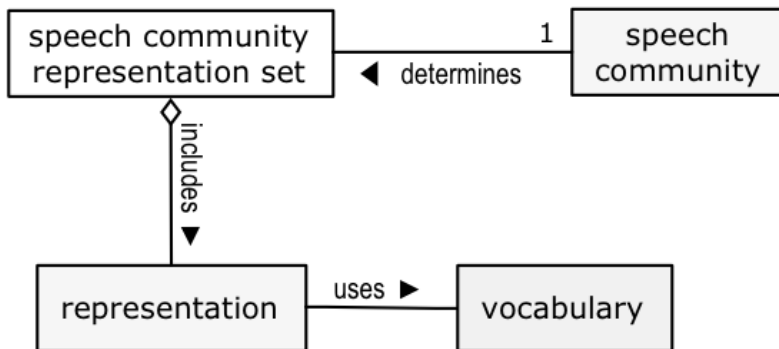 speech community
representation set
1
speech
community
◄ determines
includes ►
representation
uses ►
vocabulary